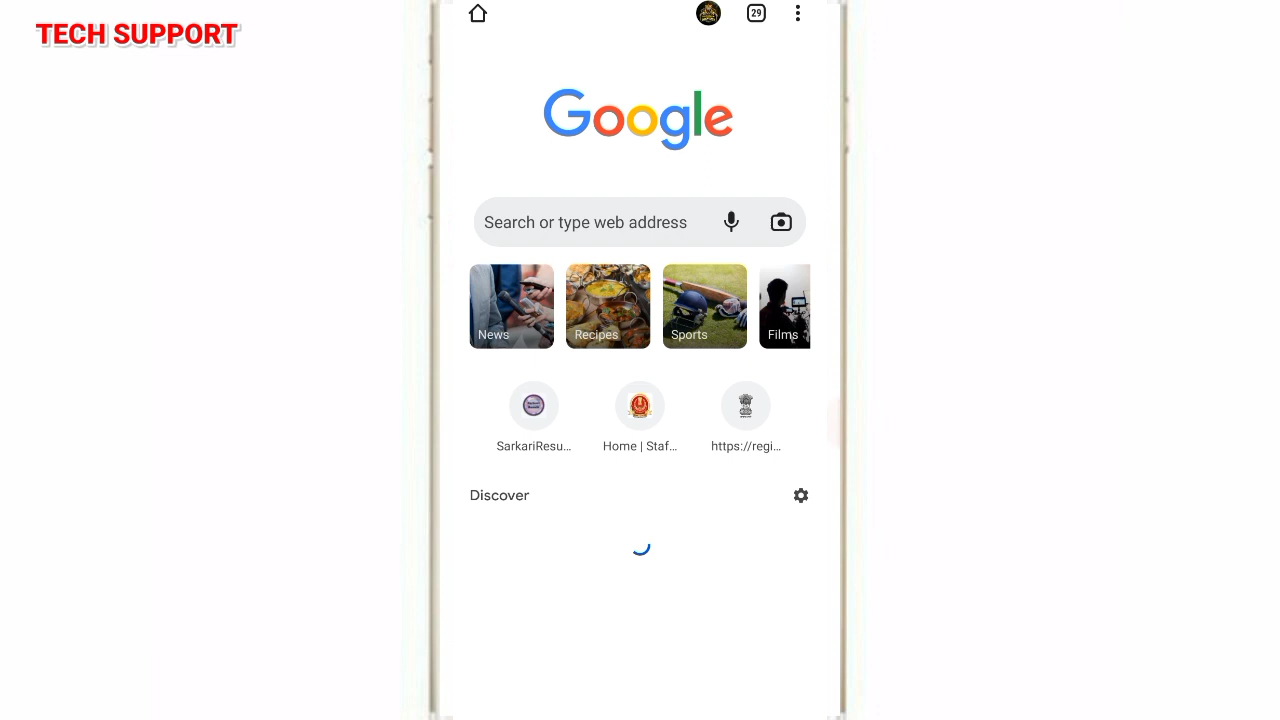 TECH SUPPORT
29
Google
Search or type web address
News
Recipes
Sports
Films
SarkariResu...
Home | Staf...
https://regi...
Discover